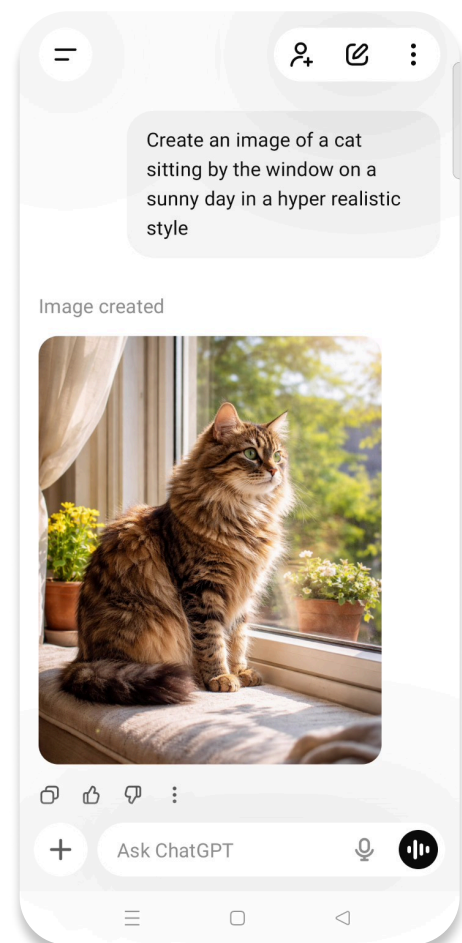 Create an image of a cat
sitting by the window on a
sunny day in a hyper realistic
style
Image created
Ask ChatGPT